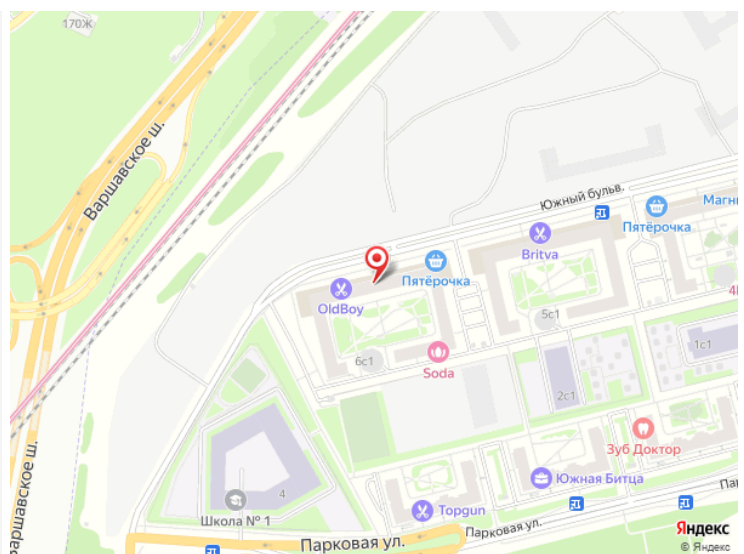 170Ж
Варшавское ш.
Южный бульв.
Магни
Пятёрочка
Britva
Пятёрочка
OldBoy
5с1
6с1
Soda
1с1
2с1
Зуб Доктор
Южная Битца
4
Школа № 1
Topgun
Парковая ул.
Парковая ул.
Варшавское ш.
Яндекс
© Яндекс